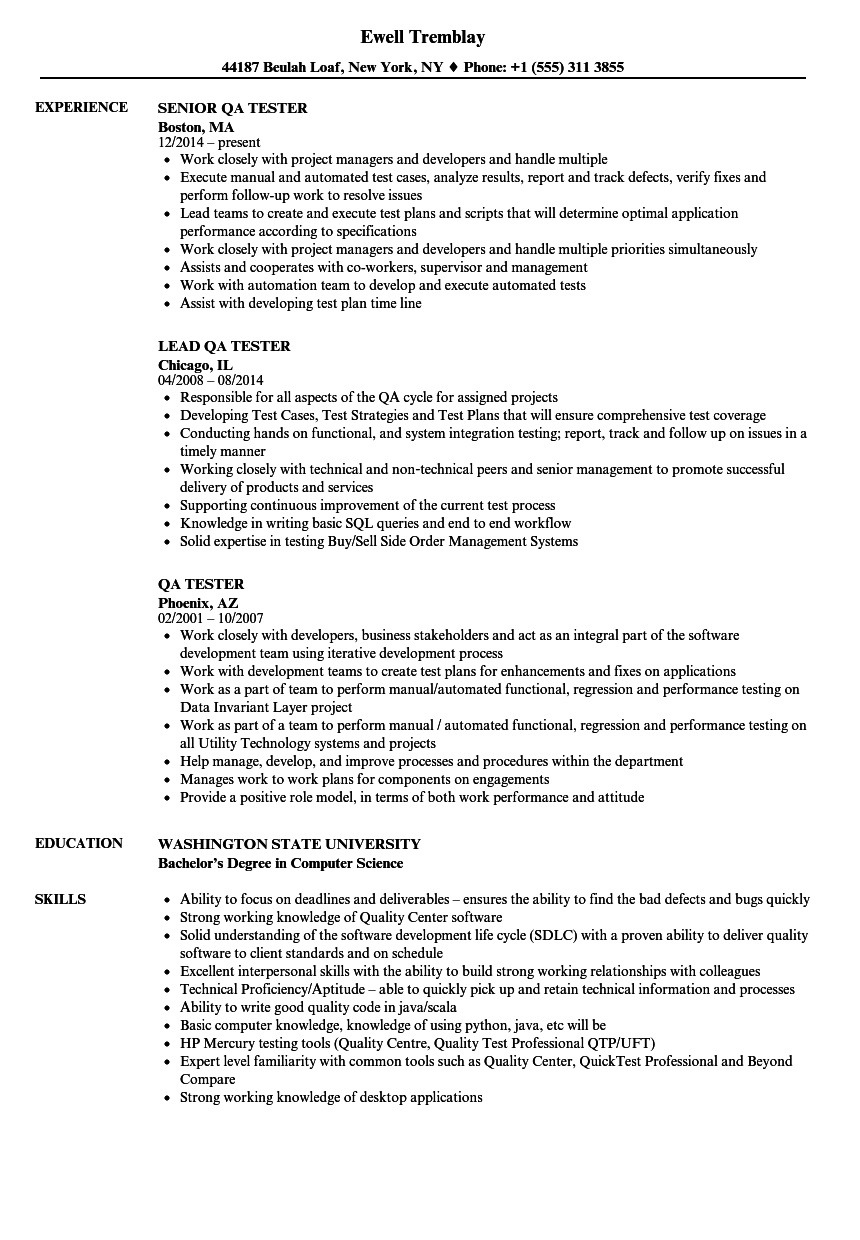 Ewell Tremblay
44187 Beulah Loaf, New York, NY ♦ Phone: +1 (555) 311 3855
EXPERIENCE
SENIOR QA TESTER
Boston, MA
12/2014 – present
• Work closely with project managers and developers and handle multiple
• Execute manual and automated test cases, analyze results, report and track defects, verify fixes and
perform follow-up work to resolve issues
• Lead teams to create and execute test plans and scripts that will determine optimal application
performance according to specifications
• Work closely with project managers and developers and handle multiple priorities simultaneously
• Assists and cooperates with co-workers, supervisor and management
• Work with automation team to develop and execute automated tests
• Assist with developing test plan time line
LEAD QA TESTER
Chicago, IL
04/2008 – 08/2014
• Responsible for all aspects of the QA cycle for assigned projects
• Developing Test Cases, Test Strategies and Test Plans that will ensure comprehensive test coverage
• Conducting hands on functional, and system integration testing; report, track and follow up on issues in a
timely manner
• Working closely with technical and non-technical peers and senior management to promote successful
delivery of products and services
• Supporting continuous improvement of the current test process
• Knowledge in writing basic SQL queries and end to end workflow
• Solid expertise in testing Buy/Sell Side Order Management Systems
QA TESTER
Phoenix, AZ
02/2001 – 10/2007
• Work closely with developers, business stakeholders and act as an integral part of the software
development team using iterative development process
• Work with development teams to create test plans for enhancements and fixes on applications
• Work as a part of team to perform manual/automated functional, regression and performance testing on
Data Invariant Layer project
• Work as part of a team to perform manual / automated functional, regression and performance testing on
all Utility Technology systems and projects
• Help manage, develop, and improve processes and procedures within the department
• Manages work to work plans for components on engagements
• Provide a positive role model, in terms of both work performance and attitude
EDUCATION
WASHINGTON STATE UNIVERSITY
Bachelor's Degree in Computer Science
SKILLS
• Ability to focus on deadlines and deliverables – ensures the ability to find the bad defects and bugs quickly
• Strong working knowledge of Quality Center software
• Solid understanding of the software development life cycle (SDLC) with a proven ability to deliver quality
software to client standards and on schedule
• Excellent interpersonal skills with the ability to build strong working relationships with colleagues
• Technical Proficiency/Aptitude – able to quickly pick up and retain technical information and processes
• Ability to write good quality code in java/scala
• Basic computer knowledge, knowledge of using python, java, etc will be
• HP Mercury testing tools (Quality Centre, Quality Test Professional QTP/UFT)
• Expert level familiarity with common tools such as Quality Center, QuickTest Professional and Beyond
Compare
• Strong working knowledge of desktop applications